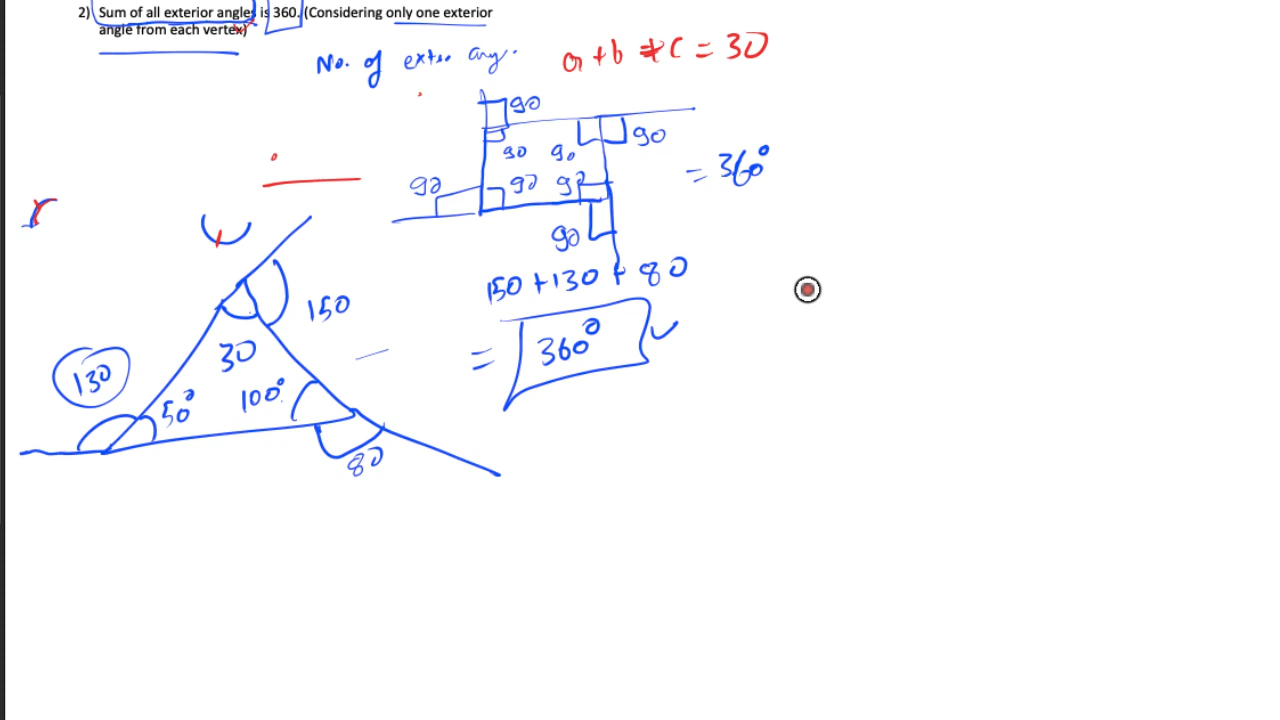 2) Sum of all exterior angles is 360. (Considering only one exterior
angle from each vertex)
No. of exter. ang.
a + b + c = 30
90
90
90 90
90
90 90
= 360°
90
150 + 130 + 80
150
= 360°
30
130
50°
100°
80